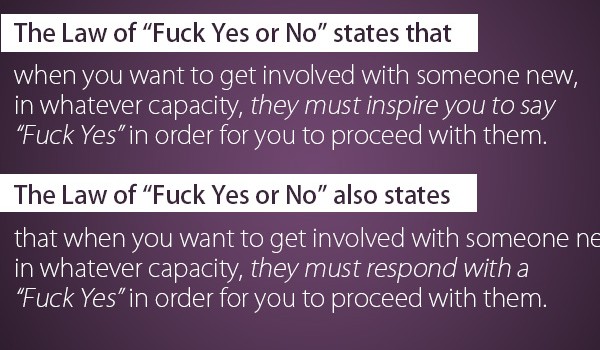 The Law of “Fuck Yes or No” states that
when you want to get involved with someone new,
in whatever capacity, they must inspire you to say
“Fuck Yes” in order for you to proceed with them.
The Law of “Fuck Yes or No” also states
that when you want to get involved with someone ne
in whatever capacity, they must respond with a
“Fuck Yes” in order for you to proceed with them.